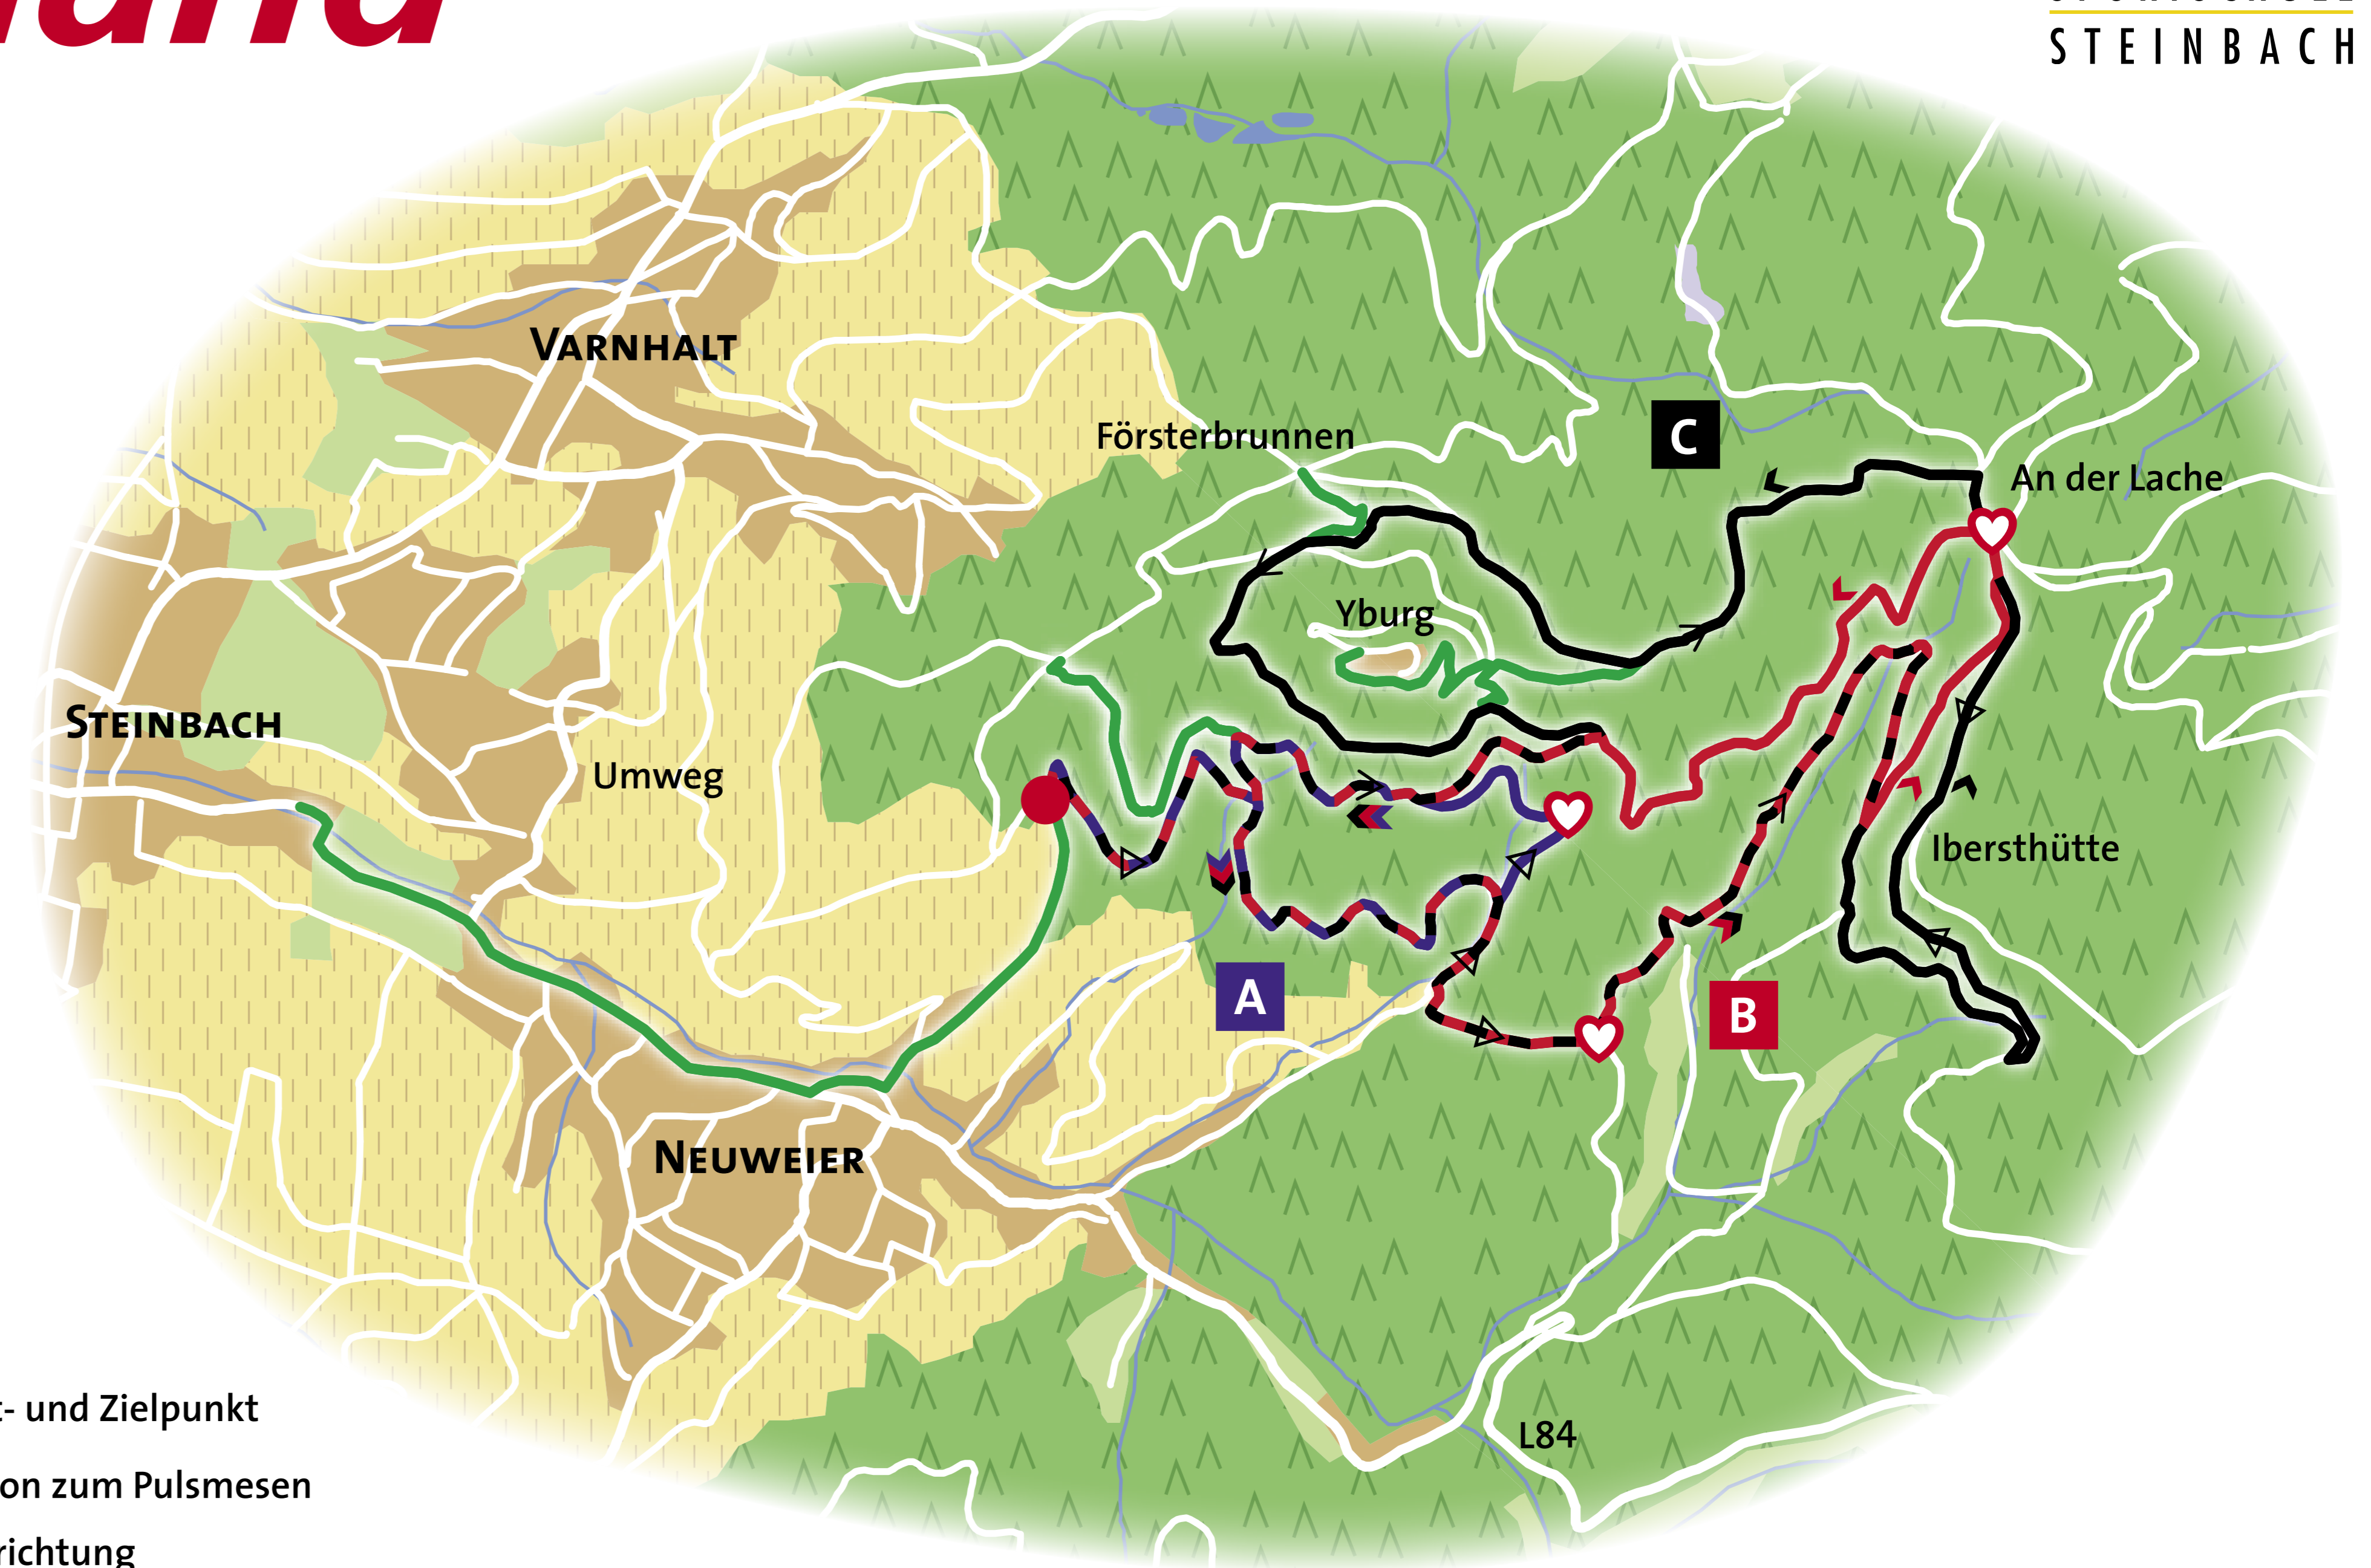 STEINBACH
VARNHALT
Försterbrunnen
C
An der Lache
Yburg
STEINBACH
Umweg
Ibersthütte
A
B
NEUWEIER
t- und Zielpunkt
L84
on zum Pulsmesen
richtung